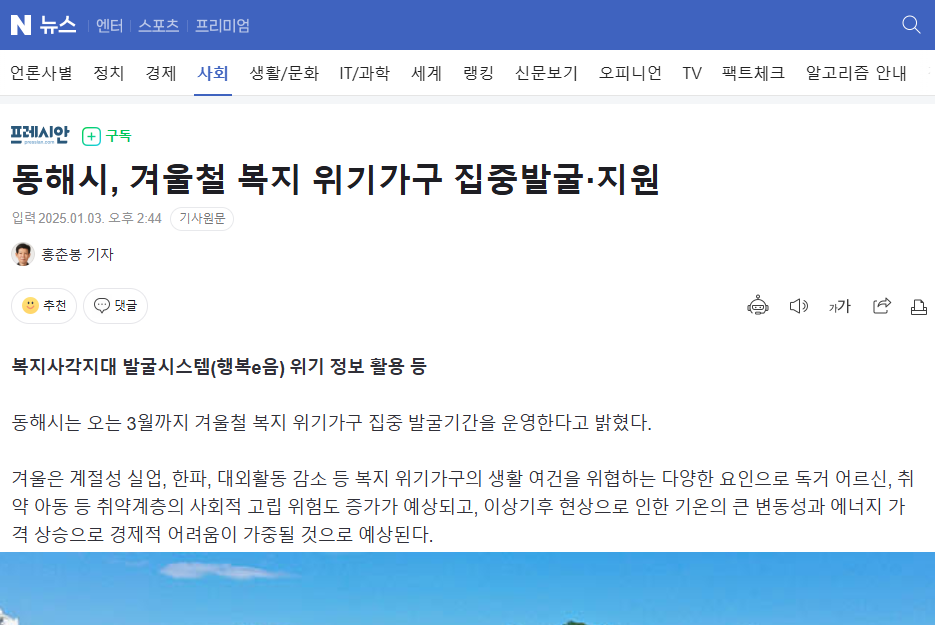 N 뉴스 엔터 스포츠 프리미엄
언론사별 정치 경제 사회 생활/문화 IT/과학 세계 랭킹 신문보기 오피니언 TV 팩트체크 알고리즘 안내
프레시안 구독
pressian.com
동해시, 겨울철 복지 위기가구 집중발굴·지원
입력 2025.01.03. 오후 2:44 기사원문
홍춘봉 기자
추천 댓글 가가
복지사각지대 발굴시스템(행복e음) 위기 정보 활용 등
동해시는 오는 3월까지 겨울철 복지 위기가구 집중 발굴기간을 운영한다고 밝혔다.
겨울은 계절성 실업, 한파, 대외활동 감소 등 복지 위기가구의 생활 여건을 위협하는 다양한 요인으로 독거 어르신, 취
약 아동 등 취약계층의 사회적 고립 위험도 증가가 예상되고, 이상기후 현상으로 인한 기온의 큰 변동성과 에너지 가
격 상승으로 경제적 어려움이 가중될 것으로 예상된다.